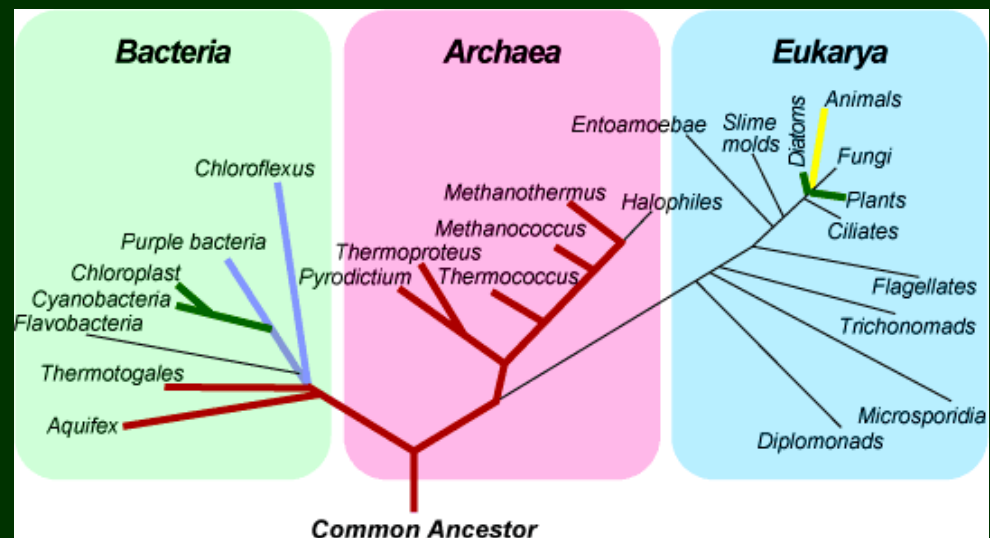 Bacteria
Archaea
Eukarya
Chloroflexus
Purple bacteria
Chloroplast
Cyanobacteria
Flavobacteria
Thermotogales
Aquifex
Methanothermus
Halophiles
Methanococcus
Thermoproteus
Pyrodictium
Thermococcus
Entoamoebae
Slime
molds
Diatoms
Animals
Fungi
Plants
Ciliates
Flagellates
Trichonomads
Microsporidia
Diplomonads
Common Ancestor